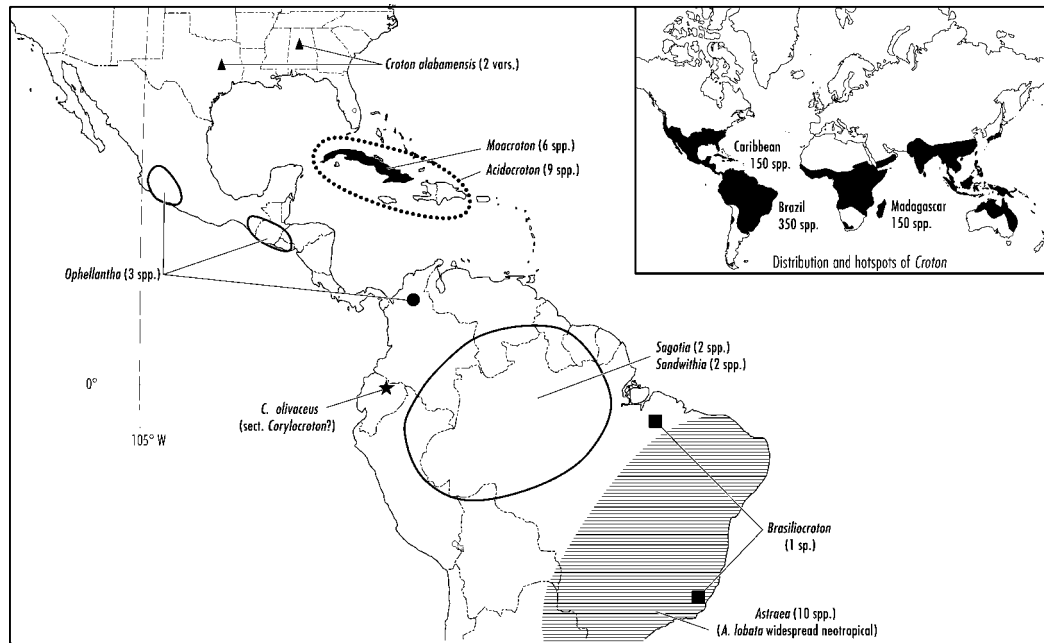 Croton alabamensis (2 vars.)
Moacroton (6 spp.)
Acidocroton (9 spp.)
Caribbean
150 spp.
Brazil
350 spp.
Madagascar
150 spp.
Distribution and hotspots of Croton
Ophellantha (3 spp.)
Sagotia (2 spp.)
Sandwithia (2 spp.)
0°
C. olivaceus
(sect. Corylocroton?)
105° W
Brasiliocroton
(1 sp.)
Astraea (10 spp.)
(A. lobata widespread neotropical)